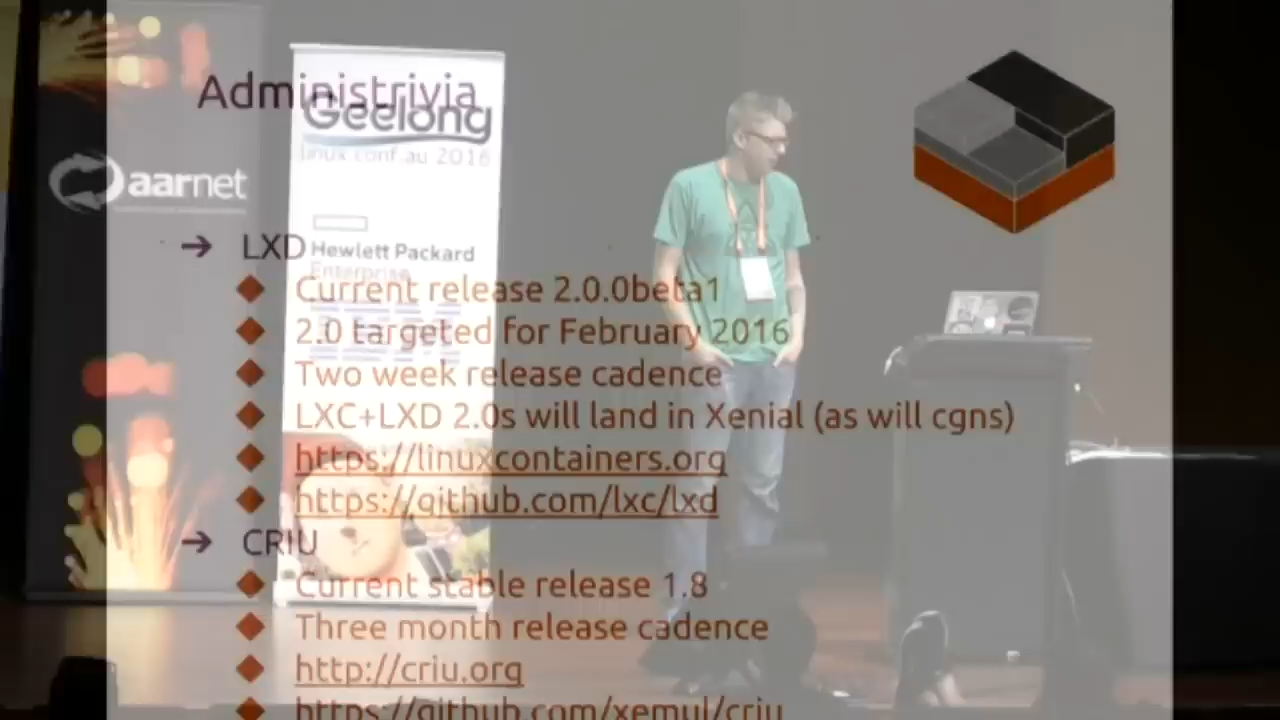 Administrivia
Geelong
linux.conf.au 2016
aarnet
Hewlett Packard
Enterprise
IBM
➔ LXD
◆ Current release 2.0.0beta1
◆ 2.0 targeted for February 2016
◆ Two week release cadence
◆ LXC+LXD 2.0s will land in Xenial (as will cgns)
◆ https://linuxcontainers.org
◆ https://github.com/lxc/lxd
➔ CRIU
◆ Current stable release 1.8
◆ Three month release cadence
◆ http://criu.org
◆ https://github.com/xemul/criu